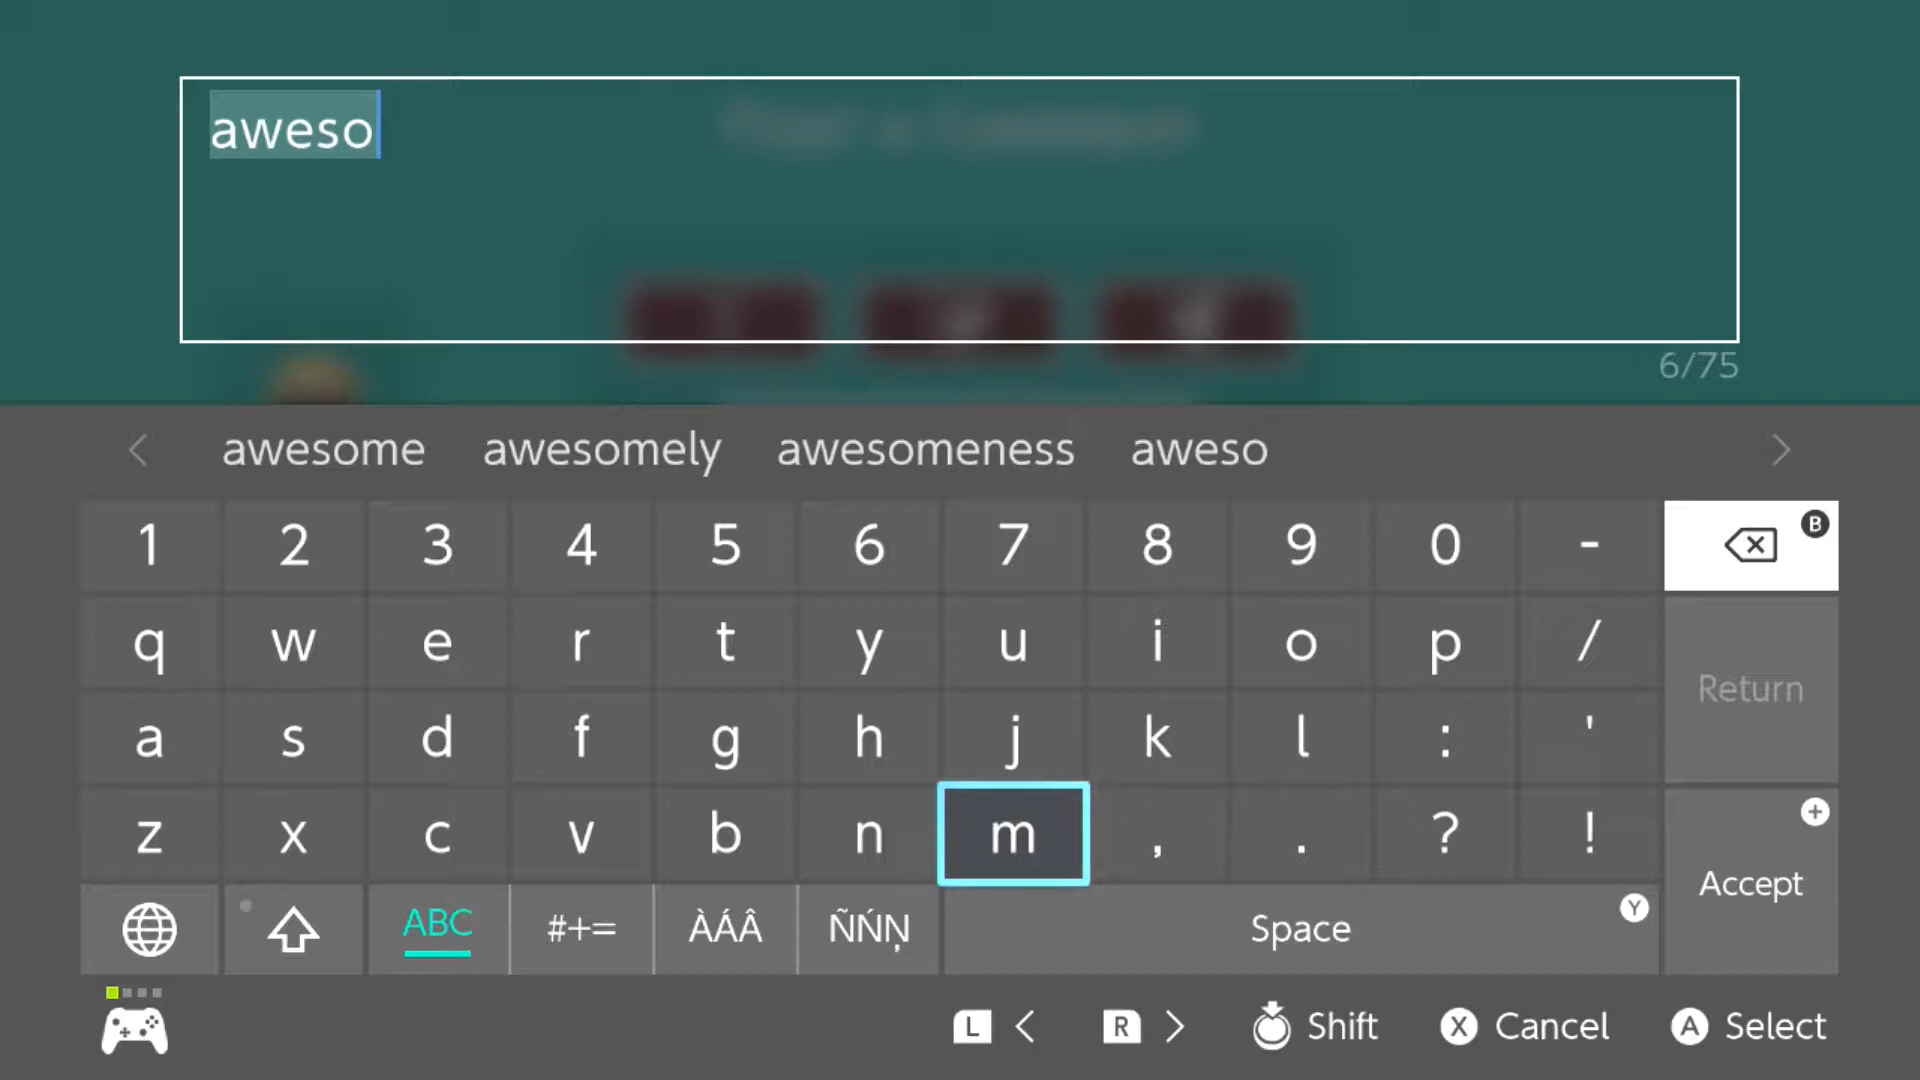 aweso
6/75
awesome awesomely awesomeness aweso
1 2 3 4 5 6 7 8 9 0 - B
q w e r t y u i o p / Return
a s d f g h j k l : '
z x c v b n m , . ? ! + Accept
ABC #+= ÀÁÂ ÑŃŅ Space Y
L < R > Shift X Cancel A Select